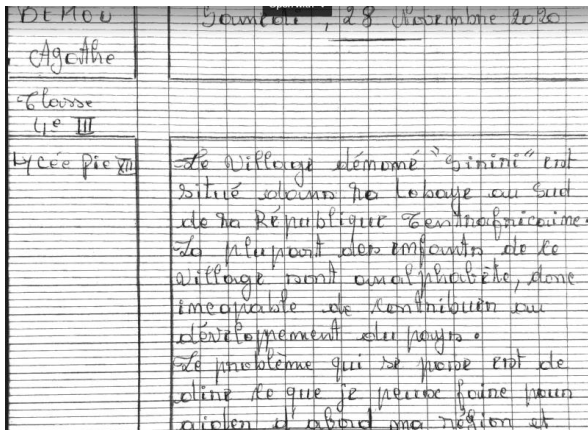 DEMOU
Samedi, 28 Novembre 2020
Agathe
Classe
4e III
Lycée Pie XII
Le village dénomé "Sinini" est
situé dans la Lobaye au Sud
de la République Centrafricaine.
La plupart des enfants de ce
village sont analphabète, donc
incapable de contribuer au
développement du pays.
Le problème qui se pose est de
dire ce que je peux faire pour
aider d'abord ma région et